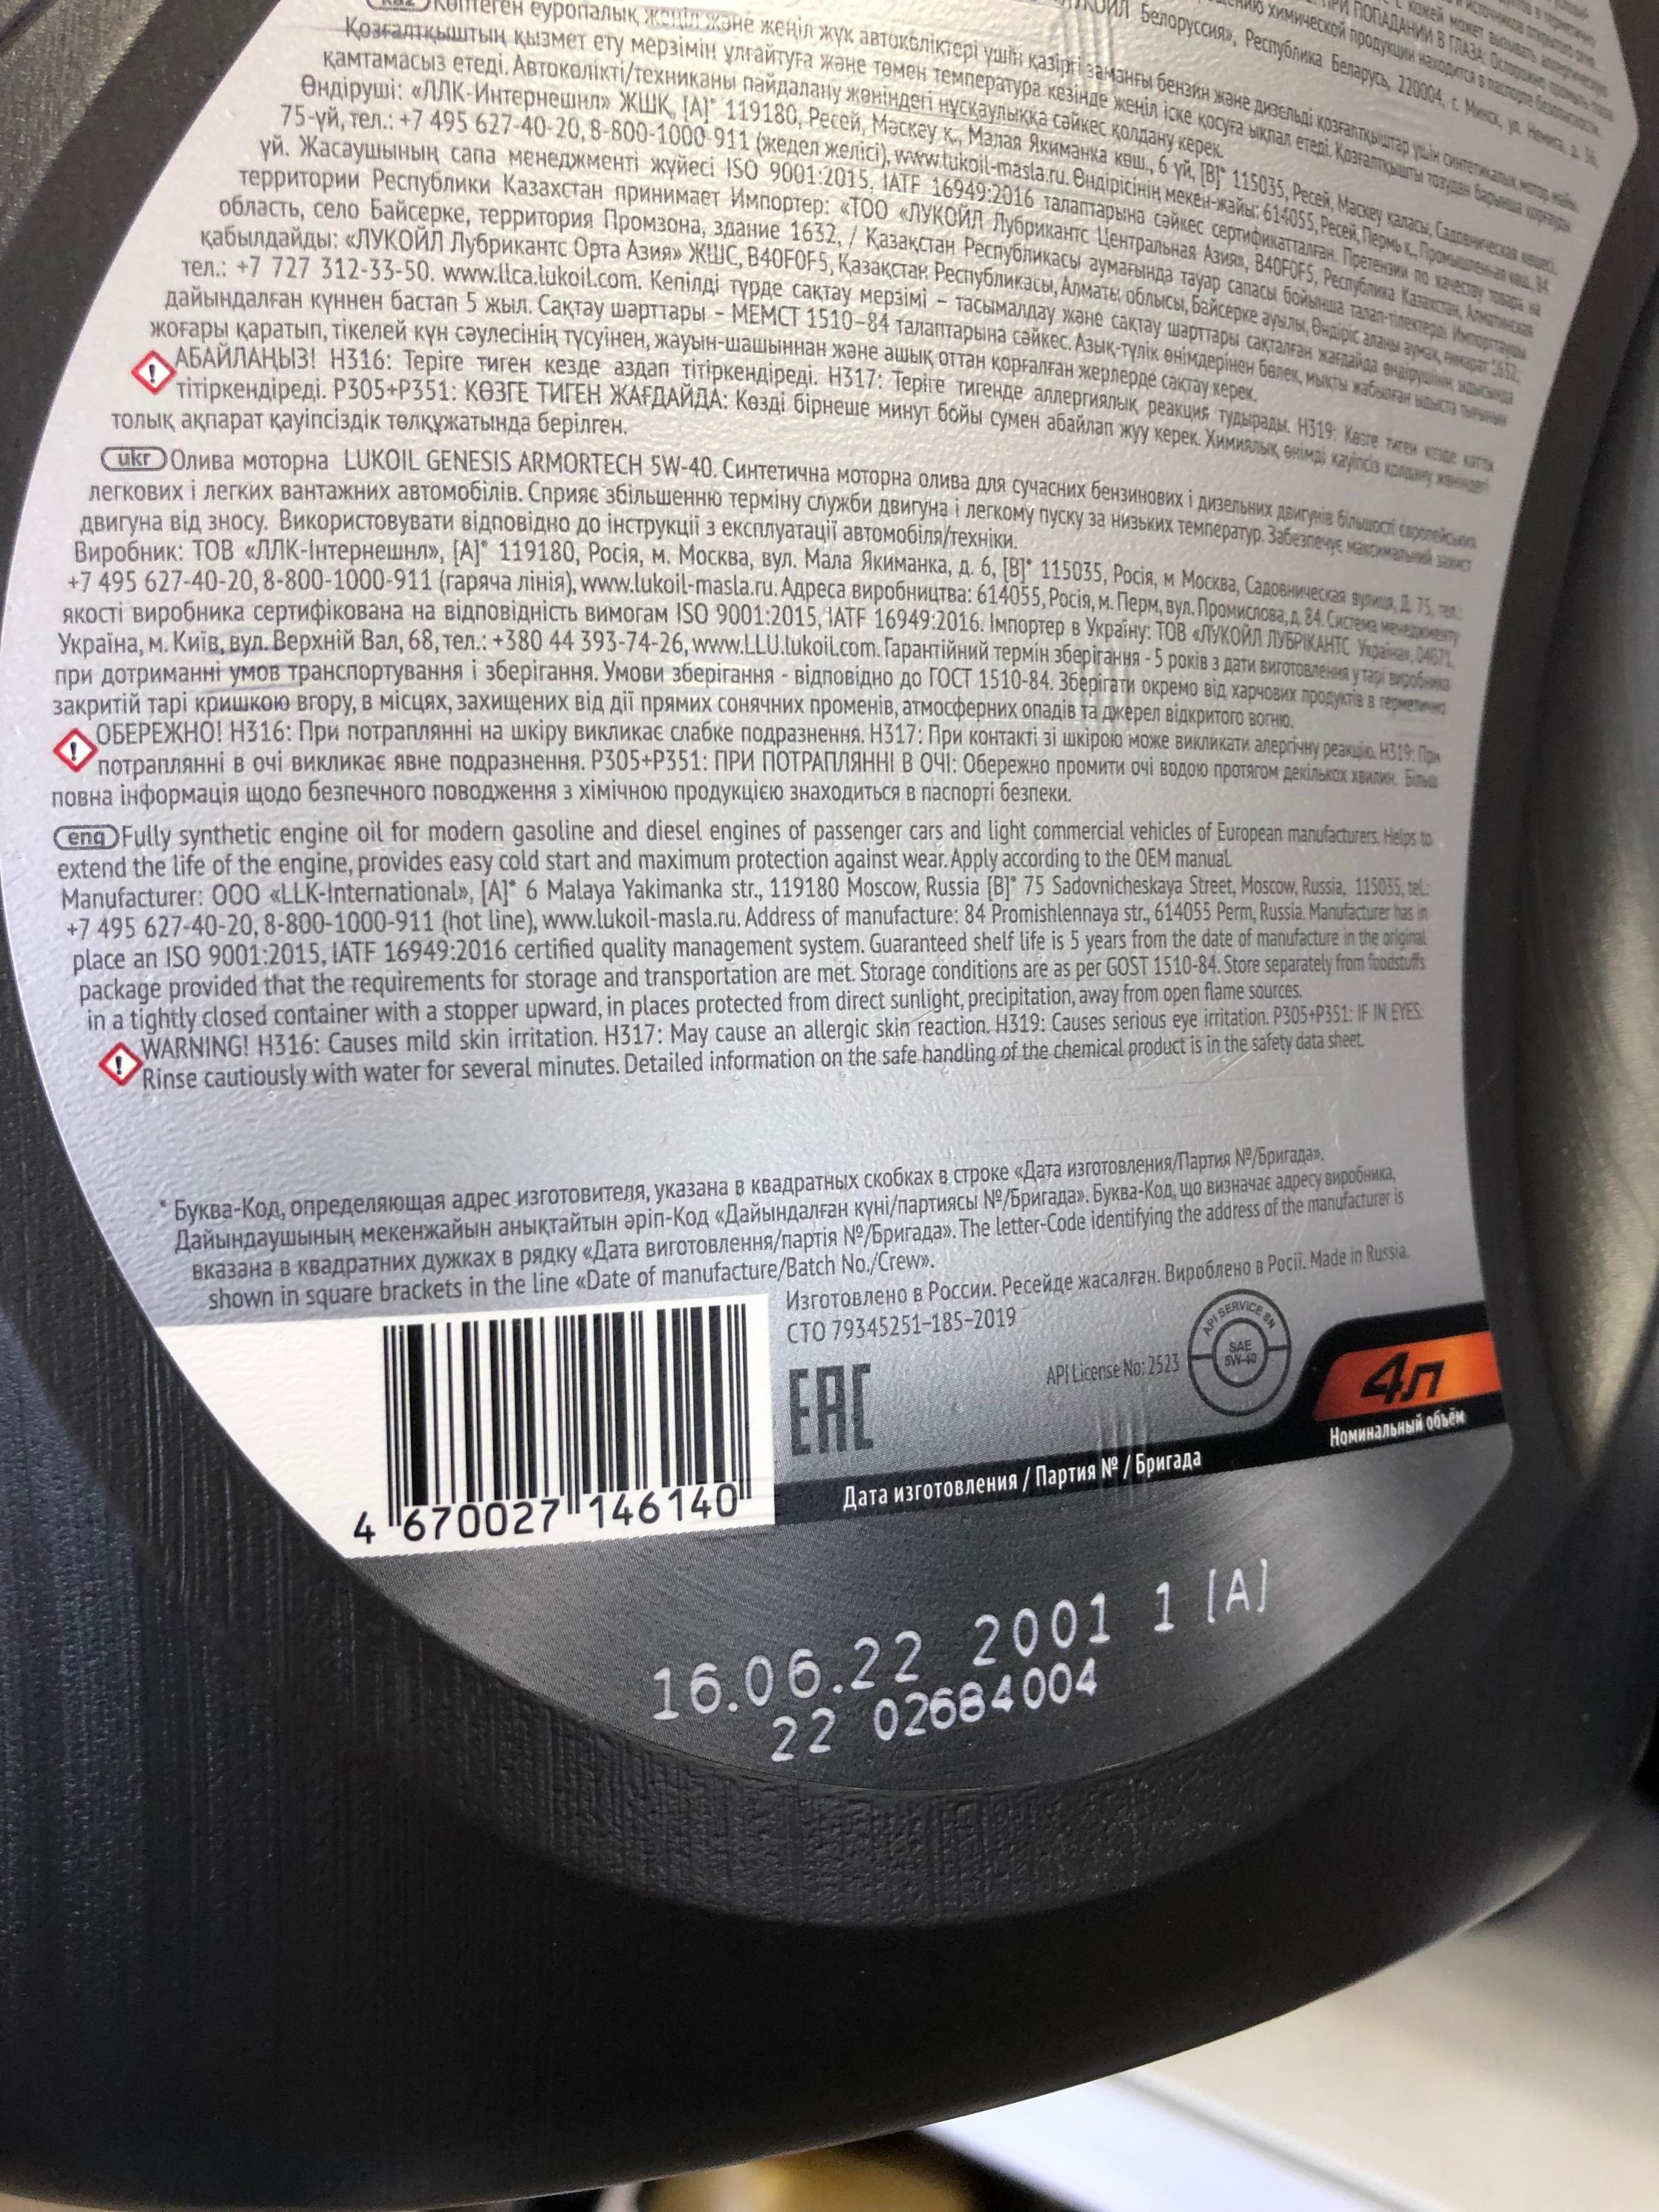 kaz Көптеген еуропалық жеңіл және жеңіл жүк автокөліктері үшін қазіргі заманғы бензин және дизельді қозғалтқыштар үшін синтетикалық мотор майы.
Қозғалтқыштың қызмет ету мерзімін ұлғайтуға және төмен температура кезінде жеңіл іске қосуға ықпал етеді. Қозғалтқышты тозудан барынша қорғауды
қамтамасыз етеді. Автокөлікті/техниканы пайдалану жөніндегі нұсқаулыққа сәйкес қолдану керек.
Өндіруші: «ЛЛК-Интернешнл» ЖШҚ, [A]* 119180, Ресей, Мәскеу қ., Малая Якиманка көш., 6 үй, [B]* 115035, Ресей, Маскеу қаласы, Садовническая көшесі,
75-үй, тел.: +7 495 627-40-20, 8-800-1000-911 (жедел желісі), www.lukoil-masla.ru. Өндірісінің мекен-жайы: 614055, Ресей, Пермь қ., Промышленная көш., 84
үй. Жасаушының сапа менеджменті жүйесі ISO 9001:2015, IATF 16949:2016 талаптарына сәйкес сертификатталған. Претензии по качеству товара на
территории Республики Казахстан принимает Импортер: «ТОО «ЛУКОЙЛ Лубрикантс Центральная Азия», B40F0F5, Республика Казахстан, Алматинская
область, село Байсерке, территория Промзона, здание 1632, / Қазақстан Республикасы аумағында тауар сапасы бойынша талап-тілектерді Импорттаушы
қабылдайды: «ЛУКОЙЛ Лубрикантс Орта Азия» ЖШС, B40F0F5, Қазақстан Республикасы, Алматы облысы, Байсерке ауылы, Өндіріс аланы аумақ, ғимарат 1632,
тел.: +7 727 312-33-50. www.llca.lukoil.com. Кепілді түрде сақтау мерзімі – тасымалдау және сақтау шарттары сақталған жағдайда өндірушінің ыдысында
дайындалған күннен бастап 5 жыл. Сақтау шарттары – МЕМСТ 1510–84 талаптарына сәйкес. Азық-түлік өнімдерінен бөлек, мықты жабылған ыдыста тығынын
жоғары қаратып, тікелей күн сәулесінің түсуінен, жауын-шашыннан және ашық оттан қорғалған жерлерде сақтау керек.
АБАЙЛАҢЫЗ! H316: Теріге тиген кезде аздап тітіркендіреді. H317: Теріге тигенде аллергиялық реакция тудырады. H319: Көзге тиген кезде қатты
тітіркендіреді. P305+P351: КӨЗГЕ ТИГЕН ЖАҒДАЙДА: Көзді бірнеше минут бойы сумен абайлап жуу керек. Химиялық өнімді қауіпсіз қолдану жөніндегі
толық ақпарат қауіпсіздік төлқұжатында берілген.
ukr Олива моторна LUKOIL GENESIS ARMORTECH 5W-40. Синтетична моторна олива для сучасних бензинових і дизельних двигунів більшості європейських
легкових і легких вантажних автомобілів. Сприяє збільшенню терміну служби двигуна і легкому пуску за низьких температур. Забезпечує максимальний захист
двигуна від зносу. Використовувати відповідно до інструкції з експлуатації автомобіля/техніки.
Виробник: ТОВ «ЛЛК-Інтернешнл», [A]* 119180, Росія, м. Москва, вул. Мала Якиманка, д. 6, [B]* 115035, Росія, м Москва, Садовническая вулиця, Д. 75, тел.:
+7 495 627-40-20, 8-800-1000-911 (гаряча лінія), www.lukoil-masla.ru. Адреса виробництва: 614055, Росія, м. Перм, вул. Промислова, д. 84. Система менеджменту
якості виробника сертифікована на відповідність вимогам ISO 9001:2015, IATF 16949:2016. Імпортер в Україну: ТОВ «ЛУКОЙЛ ЛУБРІКАНТС Україна», 04071,
Україна, м. Київ, вул. Верхній Вал, 68, тел.: +380 44 393-74-26, www.LLU.lukoil.com. Гарантійний термін зберігання - 5 років з дати виготовлення у тарі виробника
при дотриманні умов транспортування і зберігання. Умови зберігання - відповідно до ГОСТ 1510-84. Зберігати окремо від харчових продуктів в герметично
закритій тарі кришкою вгору, в місцях, захищених від дії прямих сонячних променів, атмосферних опадів та джерел відкритого вогню.
ОБЕРЕЖНО! H316: При потраплянні на шкіру викликає слабке подразнення. H317: При контакті зі шкірою може викликати алергічну реакцію. H319: При
потраплянні в очі викликає явне подразнення. P305+P351: ПРИ ПОТРАПЛЯННІ В ОЧІ: Обережно промити очі водою протягом декількох хвилин. Більш
повна інформація щодо безпечного поводження з хімічною продукцією знаходиться в паспорті безпеки.
eng Fully synthetic engine oil for modern gasoline and diesel engines of passenger cars and light commercial vehicles of European manufacturers. Helps to
extend the life of the engine, provides easy cold start and maximum protection against wear. Apply according to the OEM manual.
Manufacturer: OOO «LLK-International», [A]* 6 Malaya Yakimanka str., 119180 Moscow, Russia [B]* 75 Sadovnicheskaya Street, Moscow, Russia, 115035, tel.:
+7 495 627-40-20, 8-800-1000-911 (hot line), www.lukoil-masla.ru. Address of manufacture: 84 Promishlennaya str., 614055 Perm, Russia. Manufacturer has in
place an ISO 9001:2015, IATF 16949:2016 certified quality management system. Guaranteed shelf life is 5 years from the date of manufacture in the original
package provided that the requirements for storage and transportation are met. Storage conditions are as per GOST 1510-84. Store separately from foodstuffs
in a tightly closed container with a stopper upward, in places protected from direct sunlight, precipitation, away from open flame sources.
WARNING! H316: Causes mild skin irritation. H317: May cause an allergic skin reaction. H319: Causes serious eye irritation. P305+P351: IF IN EYES:
Rinse cautiously with water for several minutes. Detailed information on the safe handling of the chemical product is in the safety data sheet.
* Буква-Код, определяющая адрес изготовителя, указана в квадратных скобках в строке «Дата изготовления/Партия №/Бригада».
Дайындаушының мекенжайын анықтайтын әріп-Код «Дайындалған күні/партиясы №/Бригада». Буква-Код, що визначає адресу виробника,
вказана в квадратних дужках в рядку «Дата виготовлення/партія №/Бригада». The letter-Code identifying the address of the manufacturer is
shown in square brackets in the line «Date of manufacture/Batch No./Crew».
Изготовлено в России. Ресейде жасалған. Вироблено в Росії. Made in Russia.
СТО 79345251–185–2019
EAC
API License No: 2523
API SERVICE SN
SAE
5W-40
4л
Номинальный объём
Дата изготовления / Партия № / Бригада
4 670027 146140
16.06.22 2001 1 [A]
22 02684004